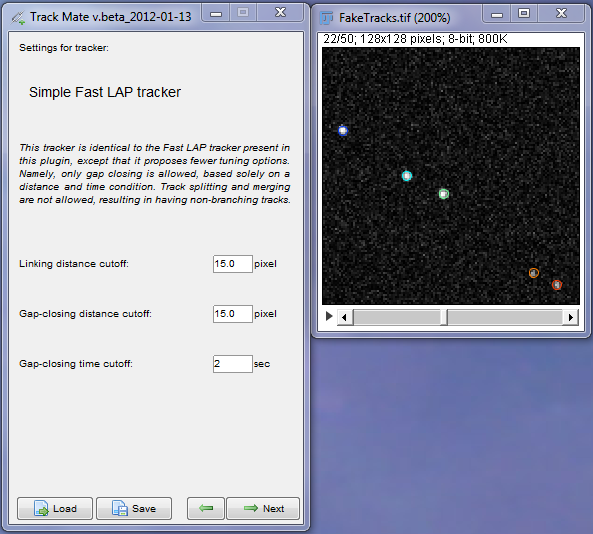 Track Mate v.beta_2012-01-13
Settings for tracker:
Simple Fast LAP tracker
This tracker is identical to the Fast LAP tracker present in
this plugin, except that it proposes fewer tuning options.
Namely, only gap closing is allowed, based solely on a
distance and time condition. Track splitting and merging
are not allowed, resulting in having non-branching tracks.
Linking distance cutoff: 15.0 pixel
Gap-closing distance cutoff: 15.0 pixel
Gap-closing time cutoff: 2 sec
Load Save Next
FakeTracks.tif (200%)
22/50; 128x128 pixels; 8-bit; 800K